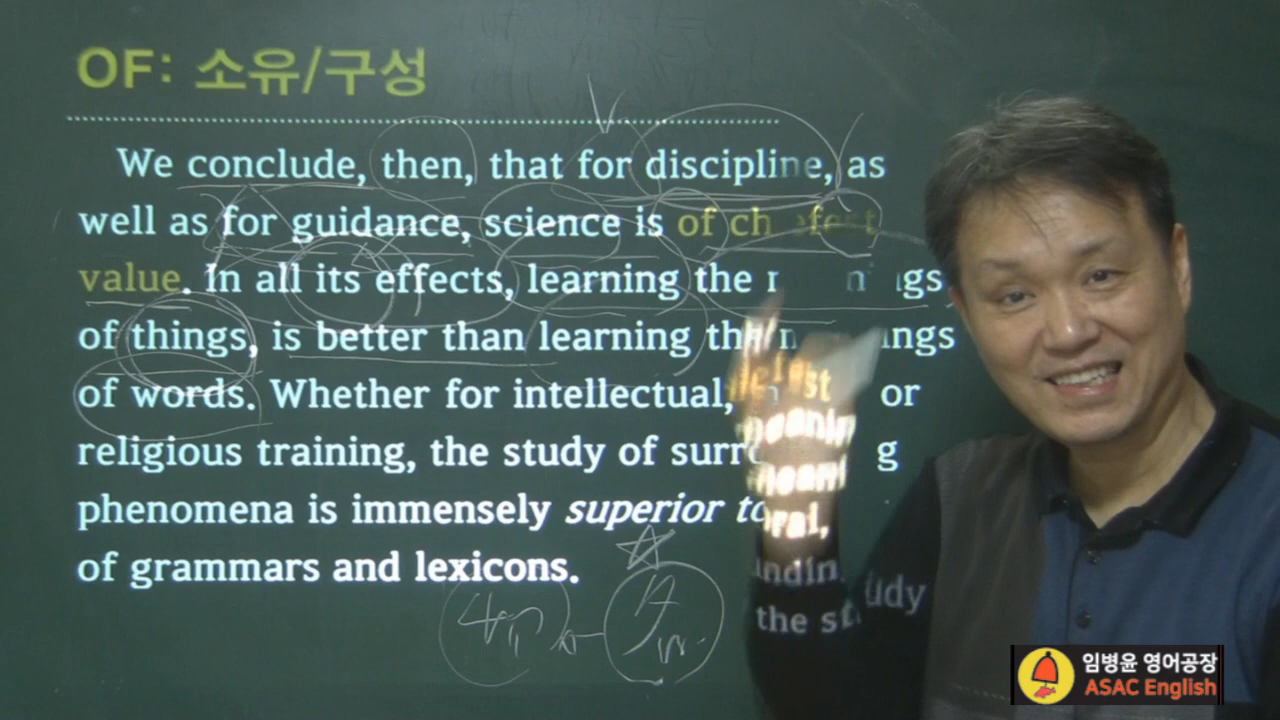 OF: 소유/구성
We conclude, then, that for discipline, as
well as for guidance, science is of chiefest
value. In all its effects, learning the
of things, is better than learning the
of words. Whether for intellectual, or
religious training, the study of
phenomena is immensely superior to
of grammars and lexicons.
임병윤 영어공장
ASAC English